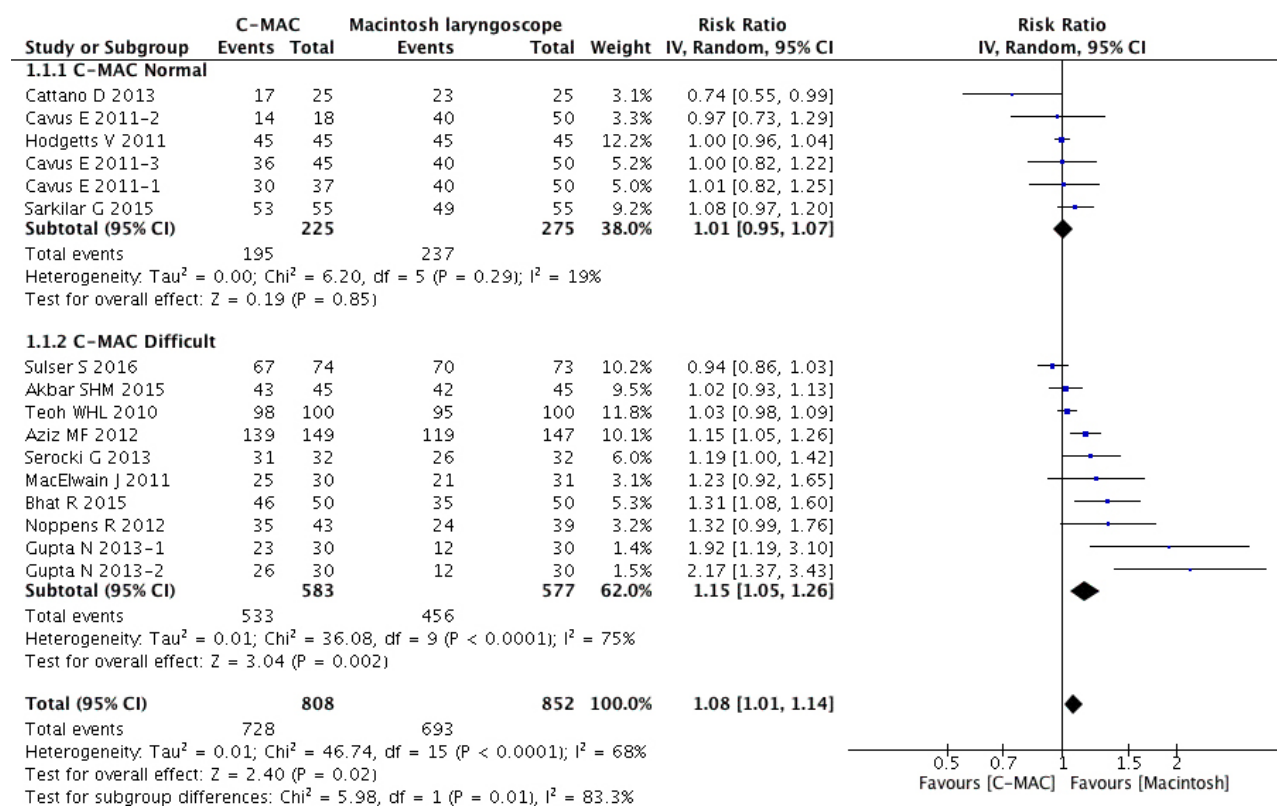 C-MAC Macintosh laryngoscope Risk Ratio Risk Ratio
Study or Subgroup Events Total Events Total Weight IV, Random, 95% CI IV, Random, 95% CI
1.1.1 C-MAC Normal
Cattano D 2013 17 25 23 25 3.1% 0.74 [0.55, 0.99]
Cavus E 2011-2 14 18 40 50 3.3% 0.97 [0.73, 1.29]
Hodgetts V 2011 45 45 45 45 12.2% 1.00 [0.96, 1.04]
Cavus E 2011-3 36 45 40 50 5.2% 1.00 [0.82, 1.22]
Cavus E 2011-1 30 37 40 50 5.0% 1.01 [0.82, 1.25]
Sarkilar G 2015 53 55 49 55 9.2% 1.08 [0.97, 1.20]
Subtotal (95% CI) 225 275 38.0% 1.01 [0.95, 1.07]
Total events 195 237
Heterogeneity: Tau² = 0.00; Chi² = 6.20, df = 5 (P = 0.29); I² = 19%
Test for overall effect: Z = 0.19 (P = 0.85)
1.1.2 C-MAC Difficult
Sulser S 2016 67 74 70 73 10.2% 0.94 [0.86, 1.03]
Akbar SHM 2015 43 45 42 45 9.5% 1.02 [0.93, 1.13]
Teoh WHL 2010 98 100 95 100 11.8% 1.03 [0.98, 1.09]
Aziz MF 2012 139 149 119 147 10.1% 1.15 [1.05, 1.26]
Serocki G 2013 31 32 26 32 6.0% 1.19 [1.00, 1.42]
MacElwain J 2011 25 30 21 31 3.1% 1.23 [0.92, 1.65]
Bhat R 2015 46 50 35 50 5.3% 1.31 [1.08, 1.60]
Noppens R 2012 35 43 24 39 3.2% 1.32 [0.99, 1.76]
Gupta N 2013-1 23 30 12 30 1.4% 1.92 [1.19, 3.10]
Gupta N 2013-2 26 30 12 30 1.5% 2.17 [1.37, 3.43]
Subtotal (95% CI) 583 577 62.0% 1.15 [1.05, 1.26]
Total events 533 456
Heterogeneity: Tau² = 0.01; Chi² = 36.08, df = 9 (P < 0.0001); I² = 75%
Test for overall effect: Z = 3.04 (P = 0.002)
Total (95% CI) 808 852 100.0% 1.08 [1.01, 1.14]
Total events 728 693
Heterogeneity: Tau² = 0.01; Chi² = 46.74, df = 15 (P < 0.0001); I² = 68%
Test for overall effect: Z = 2.40 (P = 0.02)
Test for subgroup differences: Chi² = 5.98, df = 1 (P = 0.01), I² = 83.3%
0.5 0.7 1 1.5 2
Favours [C-MAC] Favours [Macintosh]